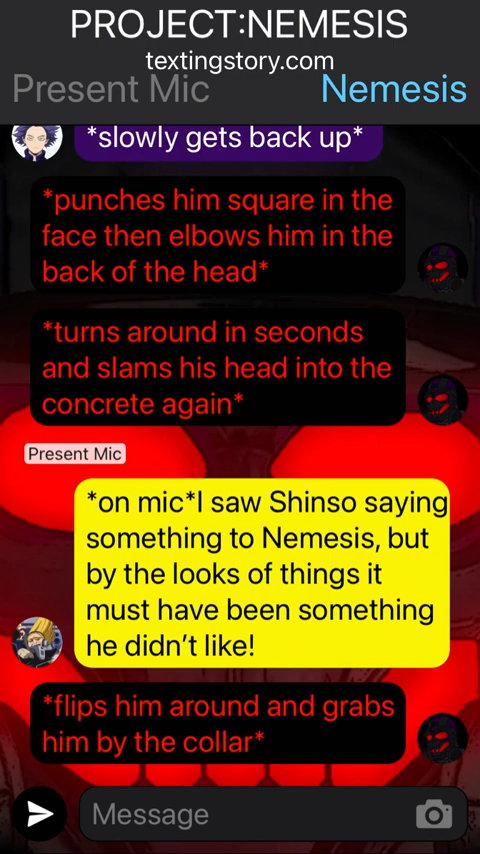 PROJECT:NEMESIS
textingstory.com
Present Mic
Nemesis
*slowly gets back up*
*punches him square in the
face then elbows him in the
back of the head*
*turns around in seconds
and slams his head into the
concrete again*
Present Mic
*on mic*I saw Shinso saying
something to Nemesis, but
by the looks of things it
must have been something
he didn’t like!
*flips him around and grabs
him by the collar*
Message